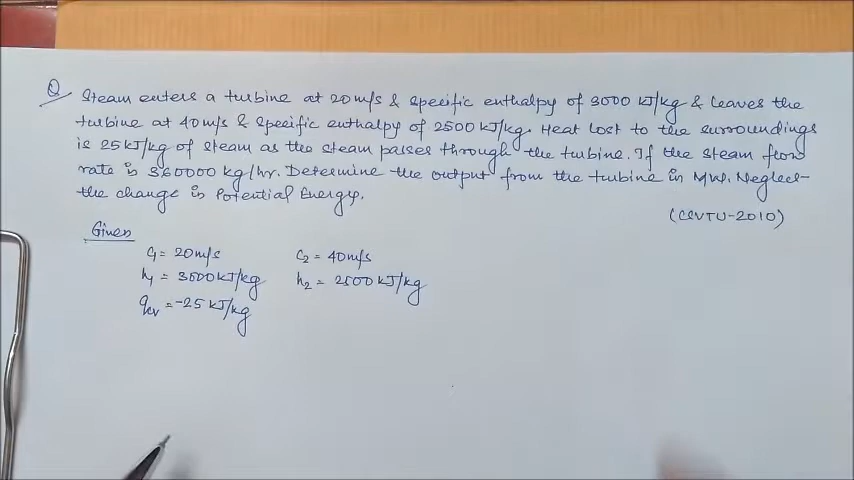 Q Steam enters a turbine at 20m/s & Specific enthalpy of 3000 kJ/kg & leaves the
turbine at 40m/s & Specific enthalpy of 2500 kJ/kg. Heat lost to the surroundings
is 25 kJ/kg of steam as the steam passes through the turbine. If the steam flow
rate is 360000 kg/hr. Determine the output from the turbine in MW. Neglect
the change in Potential Energy.
(CSVTU-2010)
Given
C1 = 20m/s C2 = 40m/s
h1 = 3000 kJ/kg h2 = 2500 kJ/kg
qcv = -25 kJ/kg